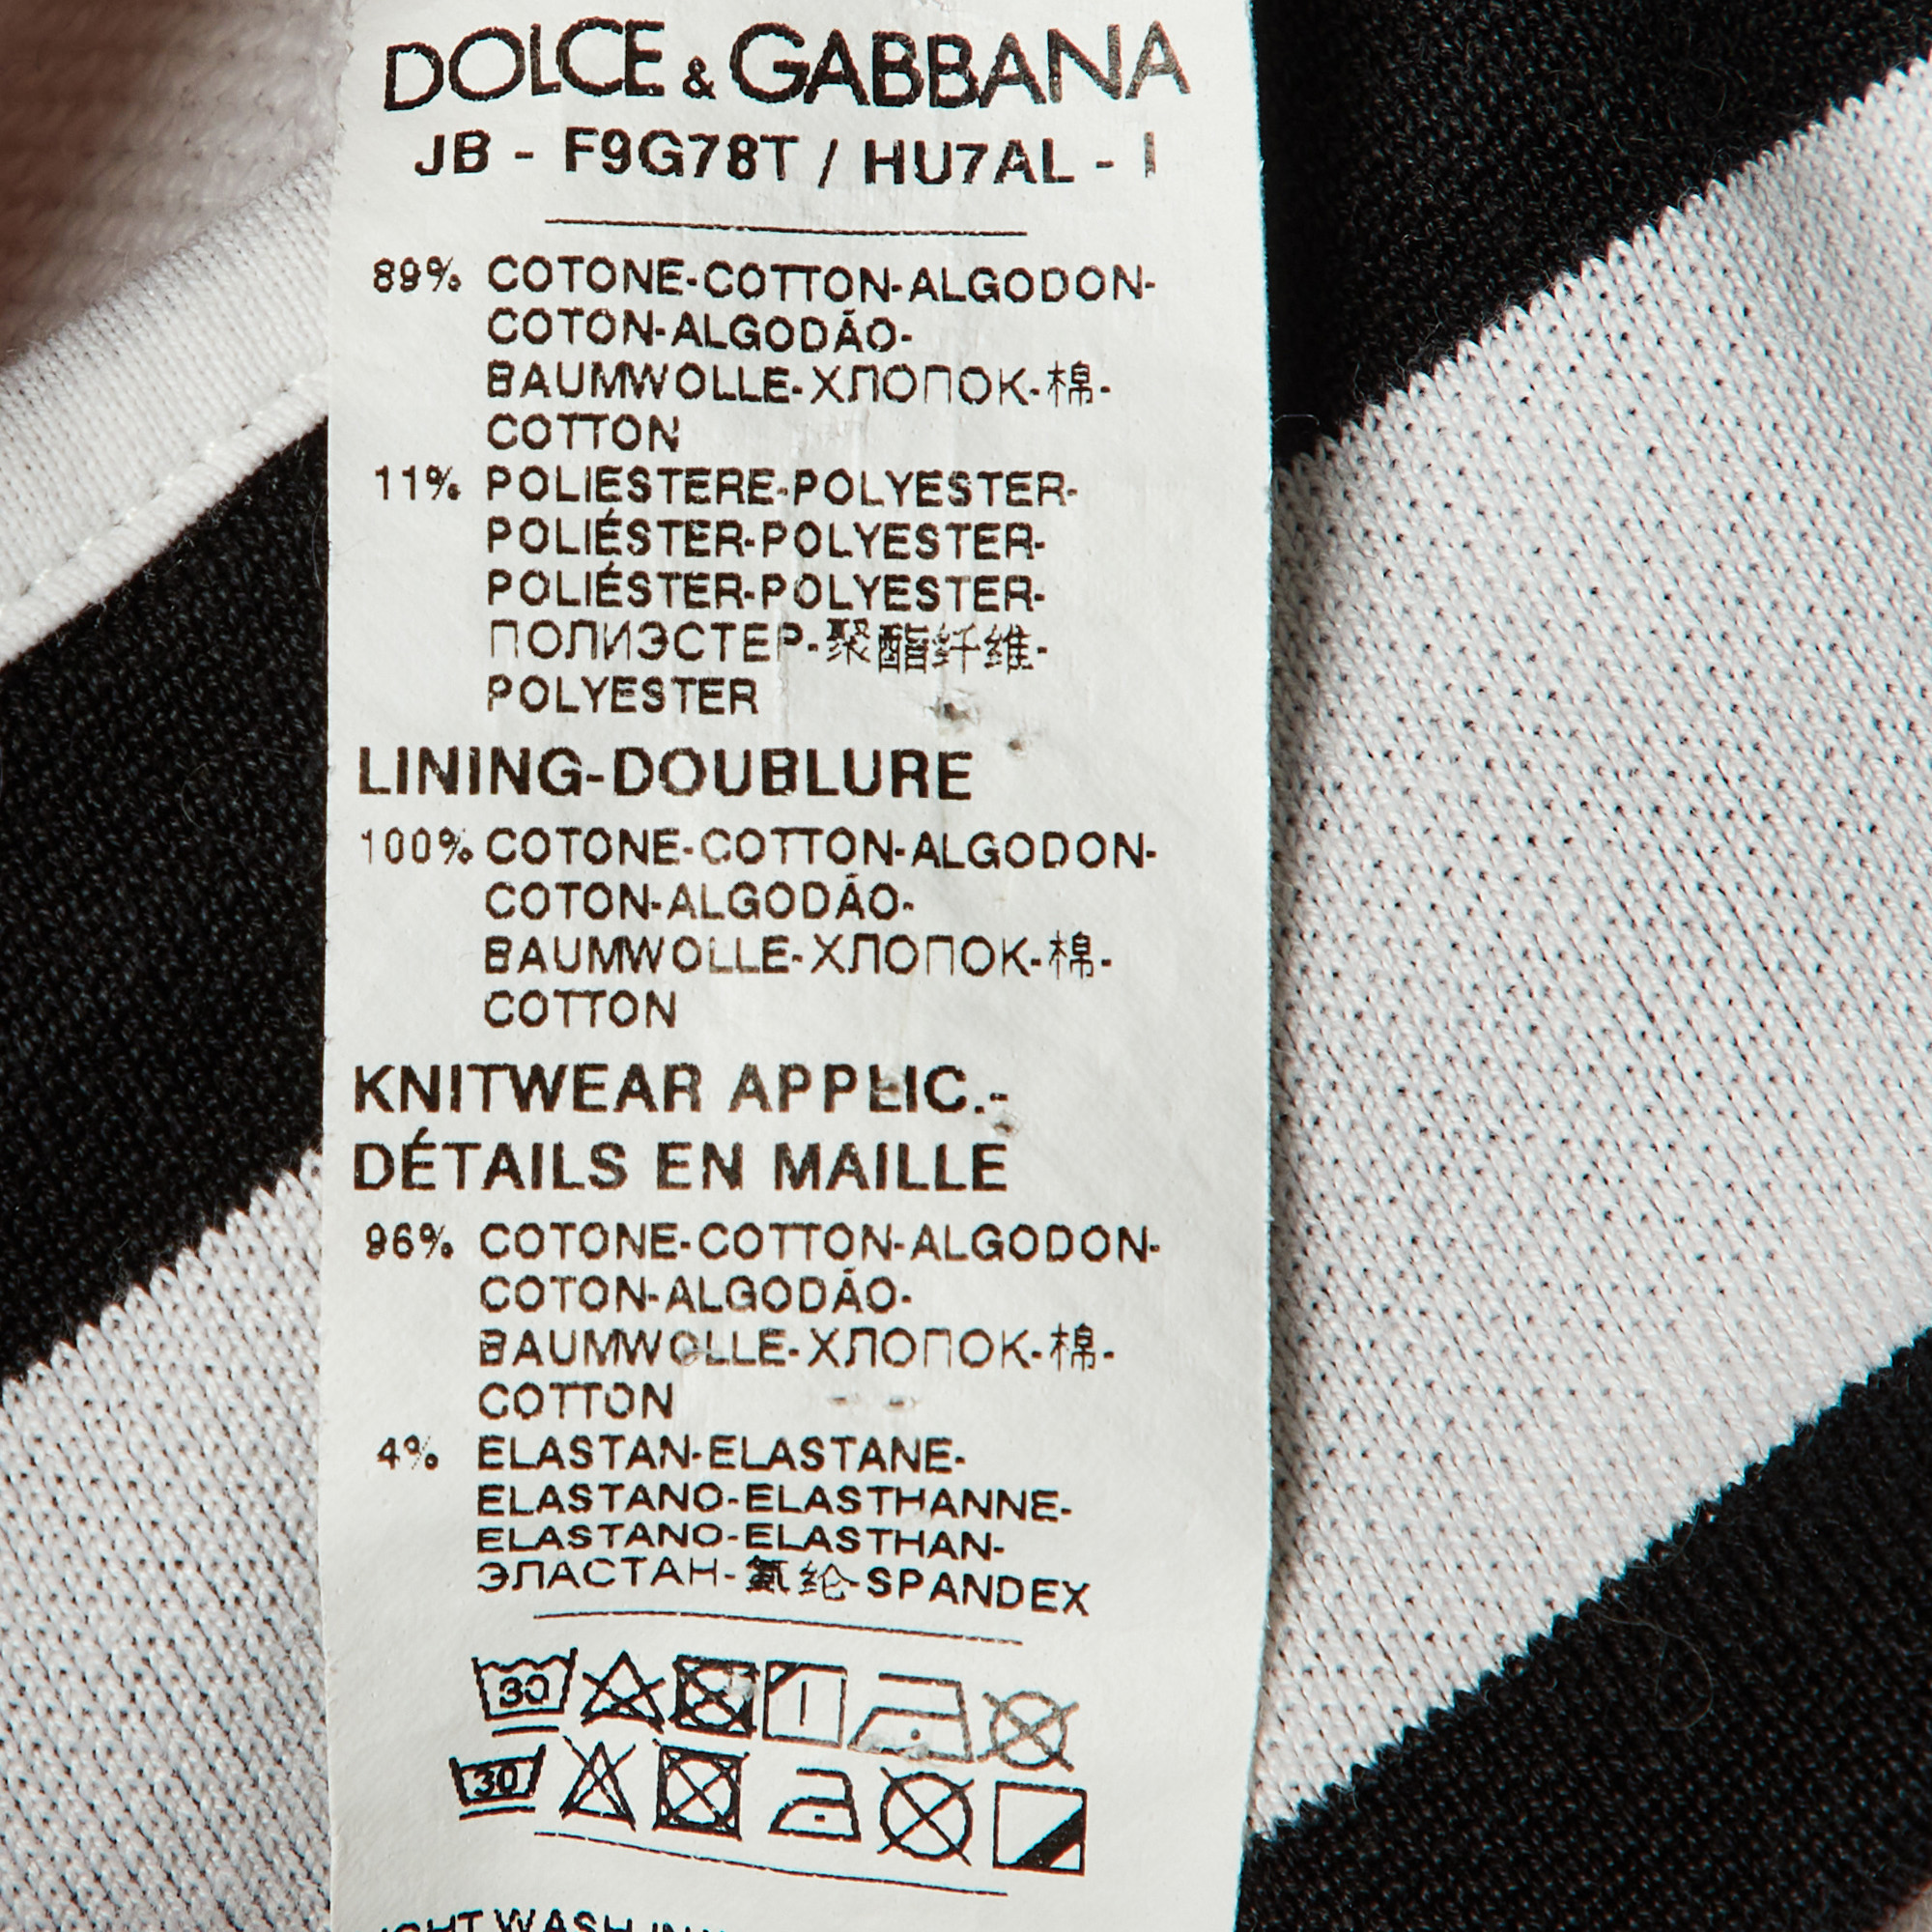 DOLCE & GABBANA
JB - F9G78T / HU7AL - I
89% COTONE-COTTON-ALGODON-
COTON-ALGODÃO-
BAUMWOLLE-ХЛОПОК-棉-
COTTON
11% POLIESTERE-POLYESTER-
POLIÉSTER-POLYESTER-
POLIÉSTER-POLYESTER-
ПОЛИЭСТЕР-聚酯纤维-
POLYESTER
LINING-DOUBLURE
100% COTONE-COTTON-ALGODON-
COTON-ALGODÃO-
BAUMWOLLE-ХЛОПОК-棉-
COTTON
KNITWEAR APPLIC.-
DÉTAILS EN MAILLE
96% COTONE-COTTON-ALGODON-
COTON-ALGODÃO-
BAUMWOLLE-ХЛОПОК-棉-
COTTON
4% ELASTAN-ELASTANE-
ELASTANO-ELASTHANNE-
ELASTANO-ELASTHAN-
ЭЛАСТАН-氨纶-SPANDEX
30
30
WASH